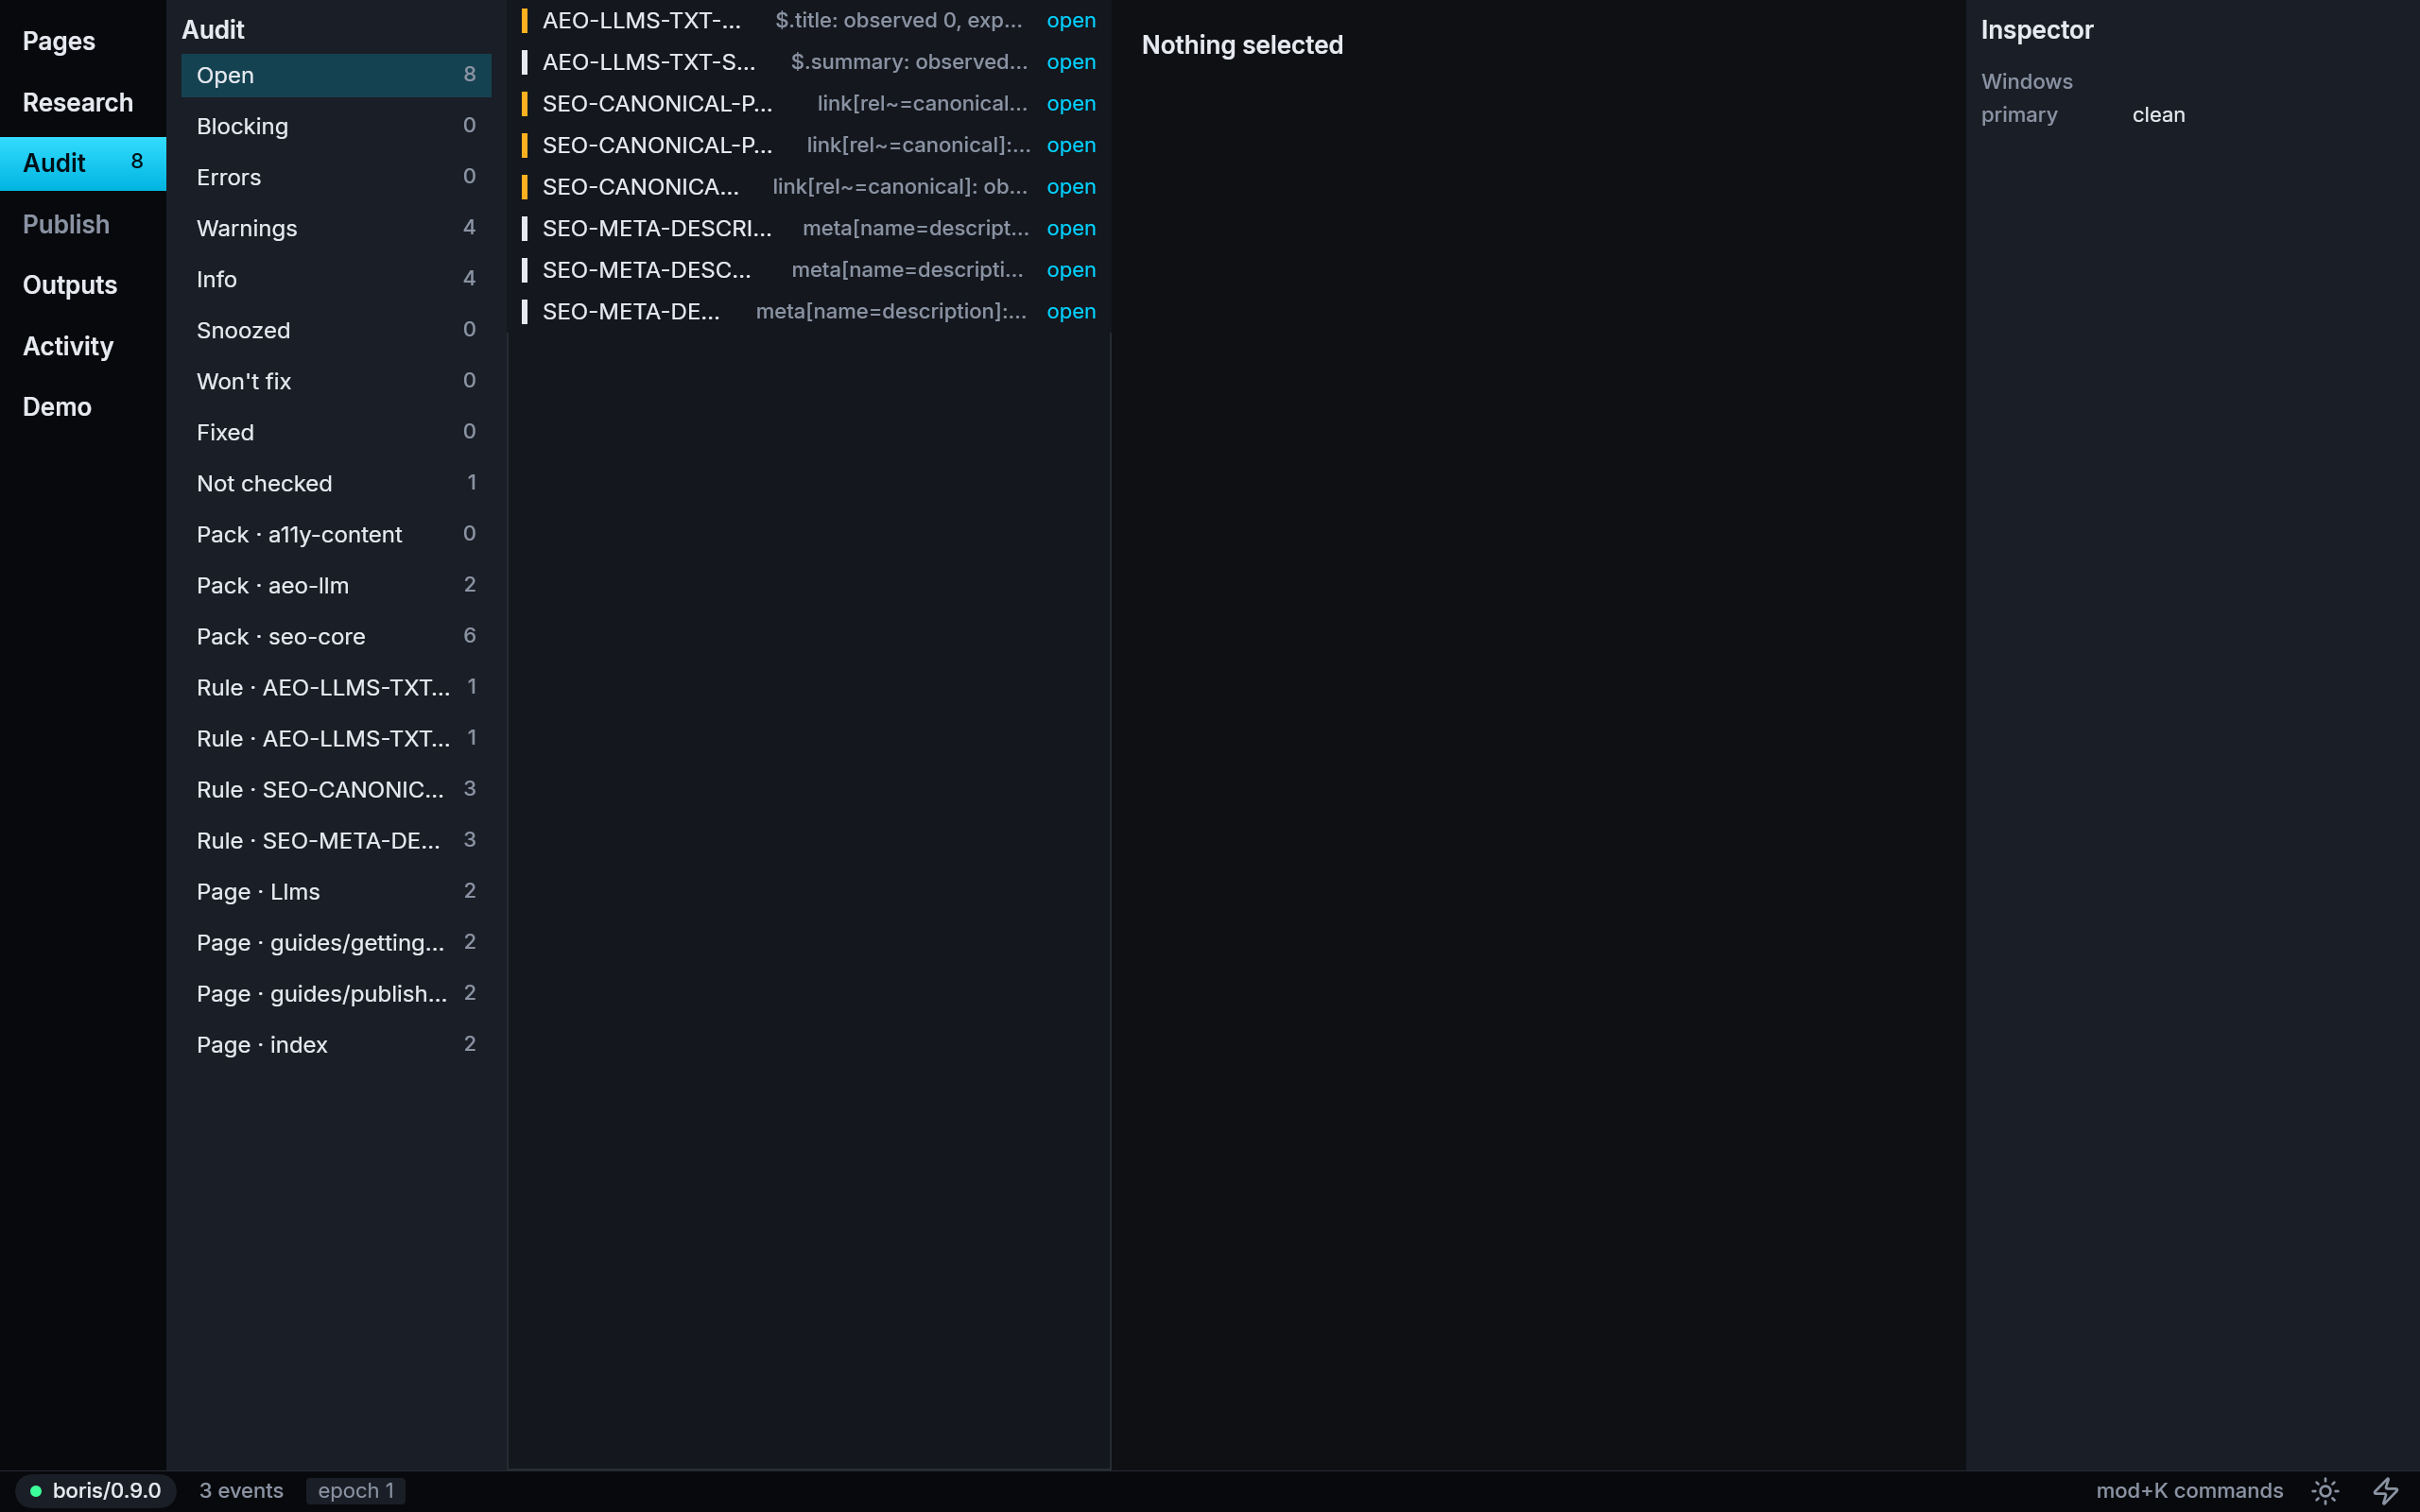 Pages
Research
Audit 8
Publish
Outputs
Activity
Demo
Audit
Open 8
Blocking 0
Errors 0
Warnings 4
Info 4
Snoozed 0
Won't fix 0
Fixed 0
Not checked 1
Pack · a11y-content 0
Pack · aeo-llm 2
Pack · seo-core 6
Rule · AEO-LLMS-TXT... 1
Rule · AEO-LLMS-TXT... 1
Rule · SEO-CANONIC... 3
Rule · SEO-META-DE... 3
Page · Llms 2
Page · guides/getting... 2
Page · guides/publish... 2
Page · index 2
AEO-LLMS-TXT-... $.title: observed 0, exp... open
AEO-LLMS-TXT-S... $.summary: observed... open
SEO-CANONICAL-P... link[rel~=canonical... open
SEO-CANONICAL-P... link[rel~=canonical]:... open
SEO-CANONICA... link[rel~=canonical]: ob... open
SEO-META-DESCRI... meta[name=descript... open
SEO-META-DESC... meta[name=descripti... open
SEO-META-DE... meta[name=description]:... open
Nothing selected
Inspector
Windows
primary clean
boris/0.9.0 3 events epoch 1
mod+K commands